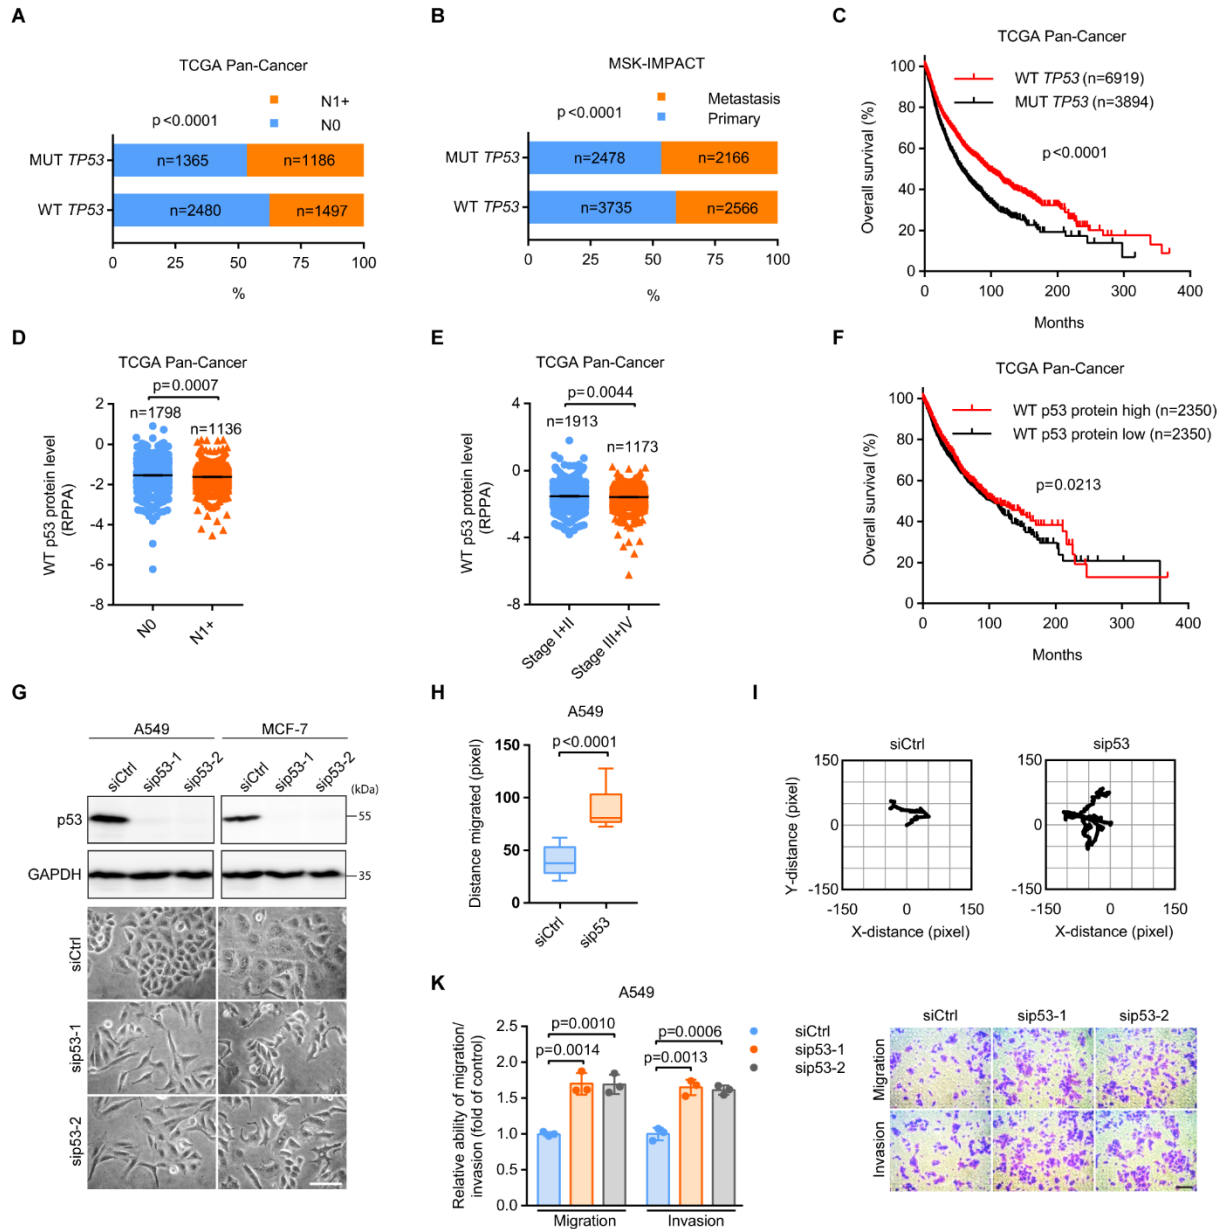 A
TCGA Pan-Cancer
N1+
p<0.0001
N0
MUT TP53
n=1365
n=1186
WT TP53
n=2480
n=1497
0 25 50 75 100
%
B
MSK-IMPACT
Metastasis
p<0.0001
Primary
MUT TP53
n=2478
n=2166
WT TP53
n=3735
n=2566
0 25 50 75 100
%
C
TCGA Pan-Cancer
WT TP53 (n=6919)
MUT TP53 (n=3894)
p<0.0001
Overall survival (%)
100
80
60
40
20
0
0 100 200 300 400
Months
D
TCGA Pan-Cancer
p=0.0007
n=1798
n=1136
WT p53 protein level
(RPPA)
2
0
-2
-4
-6
-8
N0
N1+
E
TCGA Pan-Cancer
p=0.0044
n=1913
n=1173
WT p53 protein level
(RPPA)
4
0
-4
-8
Stage I+II
Stage III+IV
F
TCGA Pan-Cancer
WT p53 protein high (n=2350)
WT p53 protein low (n=2350)
p=0.0213
Overall survival (%)
100
80
60
40
20
0
0 100 200 300 400
Months
G
A549
MCF-7
siCtrl
sip53-1
sip53-2
siCtrl
sip53-1
sip53-2
(kDa)
p53
55
GAPDH
35
siCtrl
sip53-1
sip53-2
H
A549
p<0.0001
Distance migrated (pixel)
150
100
50
0
siCtrl
sip53
I
siCtrl
Y-distance (pixel)
150
0
-150
-150 0 150
X-distance (pixel)
sip53
150
0
-150
-150 0 150
X-distance (pixel)
K
A549
p=0.0010
p=0.0014
p=0.0006
p=0.0013
siCtrl
sip53-1
sip53-2
Relative ability of migration/
invasion (fold of control)
2.5
2.0
1.5
1.0
0.5
0.0
Migration
Invasion
siCtrl
sip53-1
sip53-2
Migration
Invasion